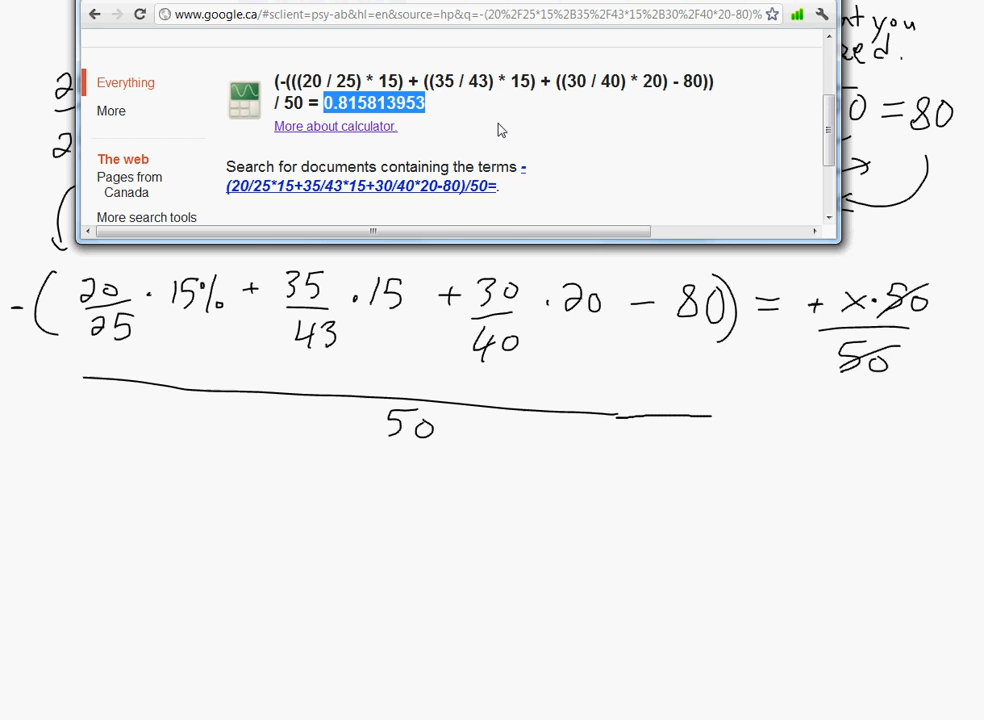 www.google.ca/#sclient=psy-ab&hl=en&source=hp&q=-(20%2F25*15%2B35%2F43*15%2B30%2F40*20-80)%
nt you
ed.
Everything
More
(-(((20 / 25) * 15) + ((35 / 43) * 15) + ((30 / 40) * 20) - 80))
/ 50 = 0.815813953
More about calculator.
2
2
0 = 80
The web
Pages from
Canada
More search tools
Search for documents containing the terms -
(20/25*15+35/43*15+30/40*20-80)/50=.
-( 20/25 · 15% + 35/43 · 15 + 30/40 · 20 - 80) = + x·50/50
50